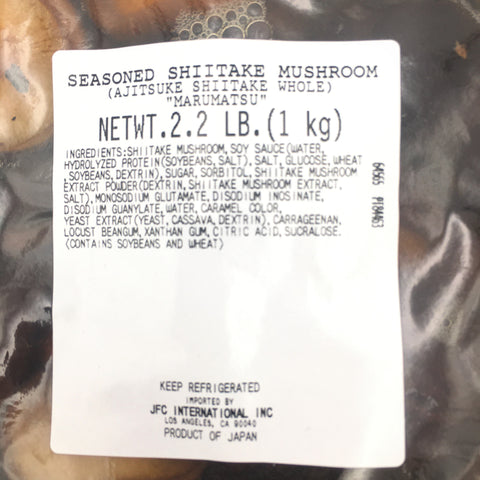 SEASONED SHIITAKE MUSHROOM
(AJITSUKE SHIITAKE WHOLE)
"MARUMATSU"
NETWT.2.2 LB.(1 kg)
INGREDIENTS:SHIITAKE MUSHROOM, SOY SAUCE(WATER,
HYDROLYZED PROTEIN(SOYBEANS, SALT), SALT, GLUCOSE, WHEAT
, SOYBEANS, DEXTRIN), SUGAR, SORBITOL, SHIITAKE MUSHROOM
EXTRACT POWDER(DEXTRIN, SHIITAKE MUSHROOM EXTRACT,
SALT), MONOSODIUM GLUTAMATE, DISODIUM INOSINATE,
DISODIUM GUANYLATE, WATER, CARAMEL COLOR,
YEAST EXTRACT(YEAST, CASSAVA, DEXTRIN), CARRAGEENAN,
LOCUST BEANGUM, XANTHAN GUM, CITRIC ACID, SUCRALOSE.
(CONTAINS SOYBEANS AND WHEAT)
KEEP REFRIGERATED
IMPORTED BY
JFC INTERNATIONAL INC
LOS ANGELES, CA 90040
PRODUCT OF JAPAN